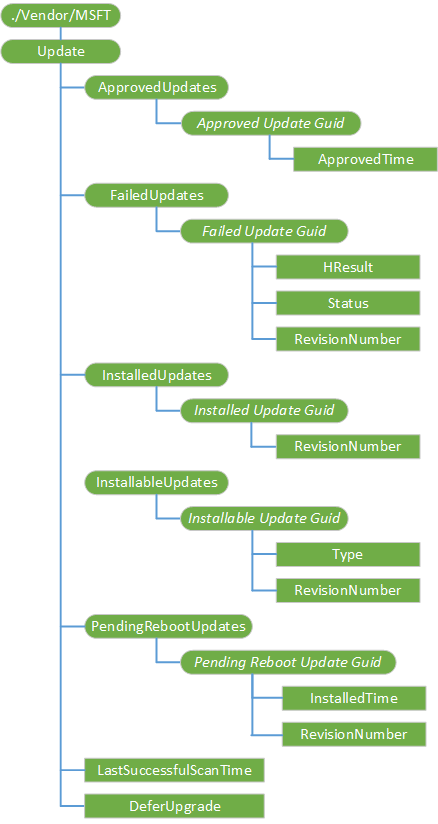 ./Vendor/MSFT
Update
ApprovedUpdates
Approved Update Guid
ApprovedTime
FailedUpdates
Failed Update Guid
HResult
Status
RevisionNumber
InstalledUpdates
Installed Update Guid
RevisionNumber
InstallableUpdates
Installable Update Guid
Type
RevisionNumber
PendingRebootUpdates
Pending Reboot Update Guid
InstalledTime
RevisionNumber
LastSuccessfulScanTime
DeferUpgrade